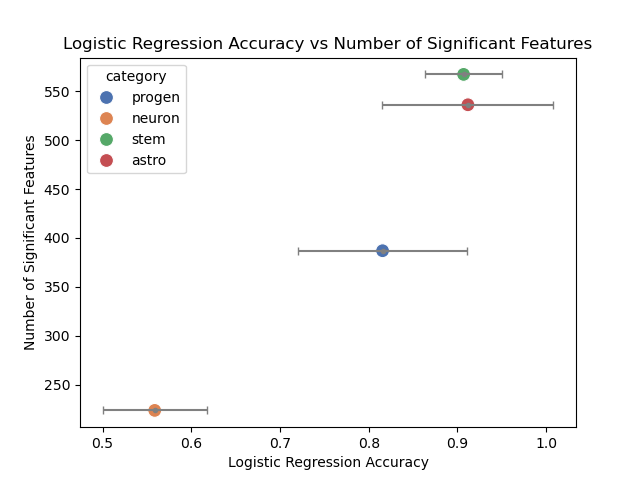 Logistic Regression Accuracy vs Number of Significant Features
category
progen
neuron
stem
astro
Number of Significant Features
550
500
450
400
350
300
250
0.5 0.6 0.7 0.8 0.9 1.0
Logistic Regression Accuracy